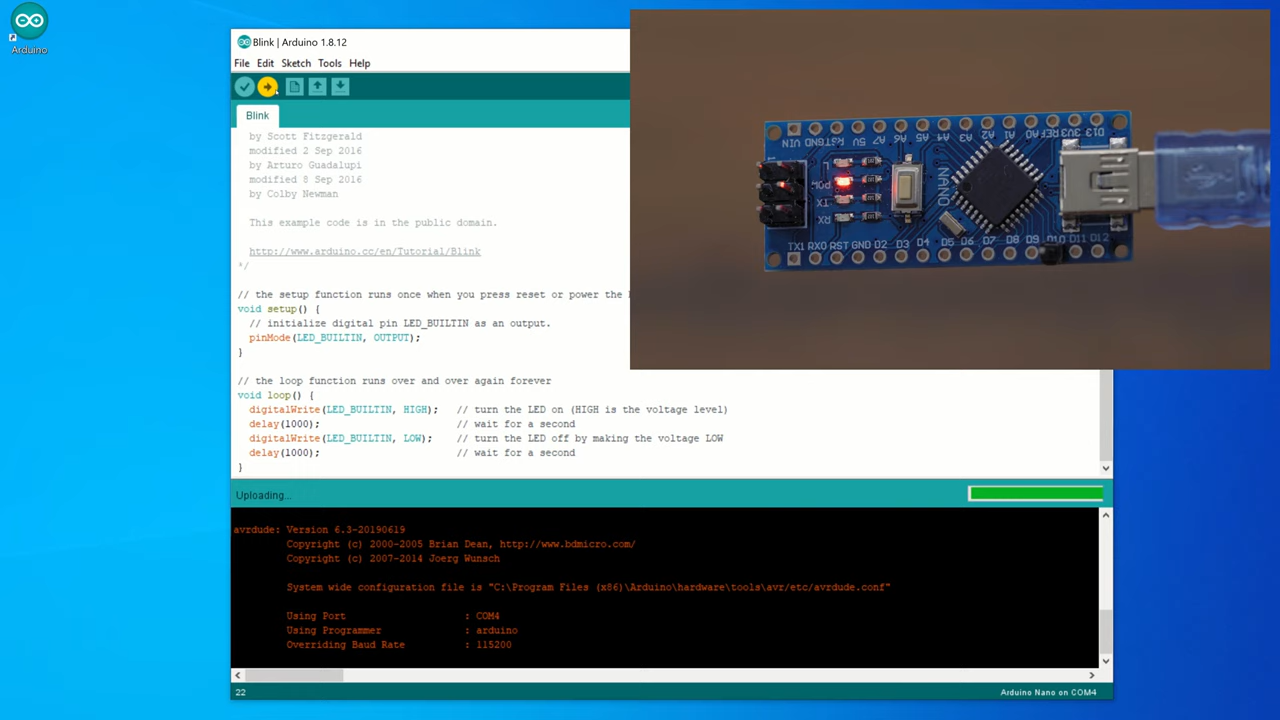 Arduino
Blink | Arduino 1.8.12
File Edit Sketch Tools Help
Blink
by Scott Fitzgerald
modified 2 Sep 2016
by Arturo Guadalupi
modified 8 Sep 2016
by Colby Newman
This example code is in the public domain.
http://www.arduino.cc/en/Tutorial/Blink
*/
// the setup function runs once when you press reset or power the
void setup() {
// initialize digital pin LED_BUILTIN as an output.
pinMode(LED_BUILTIN, OUTPUT);
}
// the loop function runs over and over again forever
void loop() {
digitalWrite(LED_BUILTIN, HIGH); // turn the LED on (HIGH is the voltage level)
delay(1000); // wait for a second
digitalWrite(LED_BUILTIN, LOW); // turn the LED off by making the voltage LOW
delay(1000); // wait for a second
}
Uploading...
avrdude: Version 6.3-20190619
Copyright (c) 2000-2005 Brian Dean, http://www.bdmicro.com/
Copyright (c) 2007-2014 Joerg Wunsch
System wide configuration file is "C:\Program Files (x86)\Arduino\hardware\tools\avr/etc/avrdude.conf"
Using Port : COM4
Using Programmer : arduino
Overriding Baud Rate : 115200
22 Arduino Nano on COM4
VIN GND RST 5V A7 A6 A5 A4 A3 A2 A1 A0 REF 3V3 D13
L
POW
TX
RX
NANO
TX1 RX0 RST GND D2 D3 D4 D5 D6 D7 D8 D9 D10 D11 D12